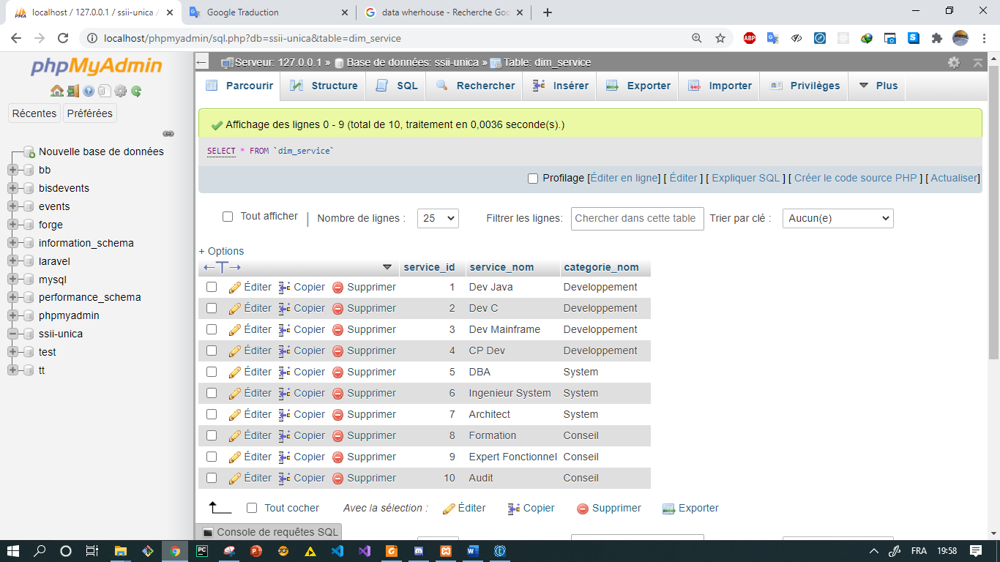 localhost / 127.0.0.1 / ssii-unica /
Google Traduction
data wherhouse - Recherche Goo
localhost/phpmyadmin/sql.php?db=ssii-unica&table=dim_service
phpMyAdmin
Récentes Préférées
Nouvelle base de données
bb
bisdevents
events
forge
information_schema
laravel
mysql
performance_schema
phpmyadmin
ssii-unica
test
tt
Serveur: 127.0.0.1 » Base de données: ssii-unica » Table: dim_service
Parcourir Structure SQL Rechercher Insérer Exporter Importer Privilèges Plus
Affichage des lignes 0 - 9 (total de 10, traitement en 0,0036 seconde(s).)
SELECT * FROM `dim_service`
Profilage [Éditer en ligne] [ Éditer ] [ Expliquer SQL ] [ Créer le code source PHP ] [ Actualiser]
Tout afficher | Nombre de lignes : 25 Filtrer les lignes: Chercher dans cette table Trier par clé : Aucun(e)
+ Options
←T→ service_id service_nom categorie_nom
Éditer Copier Supprimer 1 Dev Java Developpement
Éditer Copier Supprimer 2 Dev C Developpement
Éditer Copier Supprimer 3 Dev Mainframe Developpement
Éditer Copier Supprimer 4 CP Dev Developpement
Éditer Copier Supprimer 5 DBA System
Éditer Copier Supprimer 6 Ingenieur System System
Éditer Copier Supprimer 7 Architect System
Éditer Copier Supprimer 8 Formation Conseil
Éditer Copier Supprimer 9 Expert Fonctionnel Conseil
Éditer Copier Supprimer 10 Audit Conseil
Tout cocher Avec la sélection : Éditer Copier Supprimer Exporter
Console de requêtes SQL
FRA 19:58